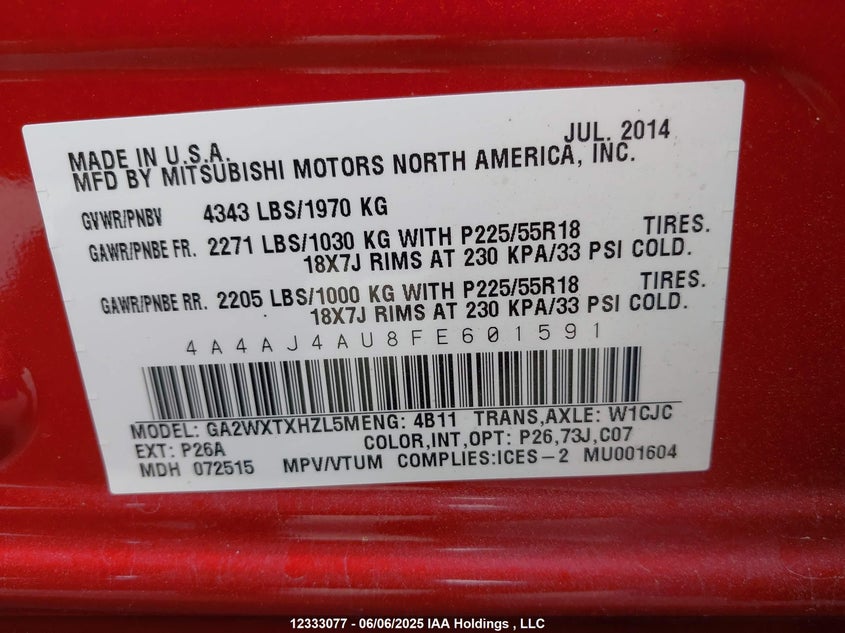 JUL. 2014
MADE IN U.S.A.
MFD BY MITSUBISHI MOTORS NORTH AMERICA, INC.
GVWR/PNBV 4343 LBS/1970 KG
GAWR/PNBE FR. 2271 LBS/1030 KG WITH P225/55R18 TIRES.
18X7J RIMS AT 230 KPA/33 PSI COLD.
GAWR/PNBE RR. 2205 LBS/1000 KG WITH P225/55R18 TIRES.
18X7J RIMS AT 230 KPA/33 PSI COLD.
4A4AJ4AU8FE601591
MODEL: GA2WXTXHZL5MENG: 4B11 TRANS,AXLE: W1CJC
EXT: P26A COLOR,INT,OPT: P26,73J,C07
MDH 072515 MPV/VTUM COMPLIES:ICES-2 MU001604
12333077 - 06/06/2025 IAA Holdings , LLC